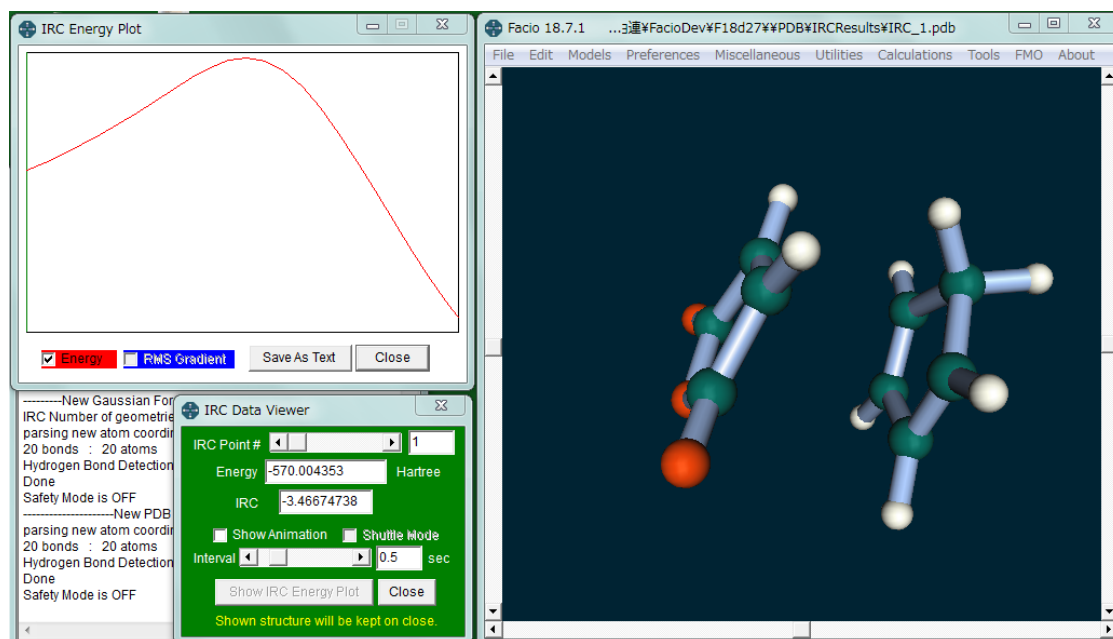 IRC Energy Plot
Energy
RMS Gradient
Save As Text
Close
---------New Gaussian For
IRC Number of geometrie
parsing new atom coordin
20 bonds : 20 atoms
Hydrogen Bond Detection
Done
Safety Mode is OFF
----------------------New PDB
parsing new atom coordin
20 bonds : 20 atoms
Hydrogen Bond Detection
Done
Safety Mode is OFF
IRC Data Viewer
IRC Point # 1
Energy -570.004353 Hartree
IRC -3.46674738
Show Animation Shuttle Mode
Interval 0.5 sec
Show IRC Energy Plot Close
Shown structure will be kept on close.
Facio 18.7.1 ...ョ連¥FacioDev¥F18d27¥¥PDB¥IRCResults¥IRC_1.pdb
File Edit Models Preferences Miscellaneous Utilities Calculations Tools FMO About